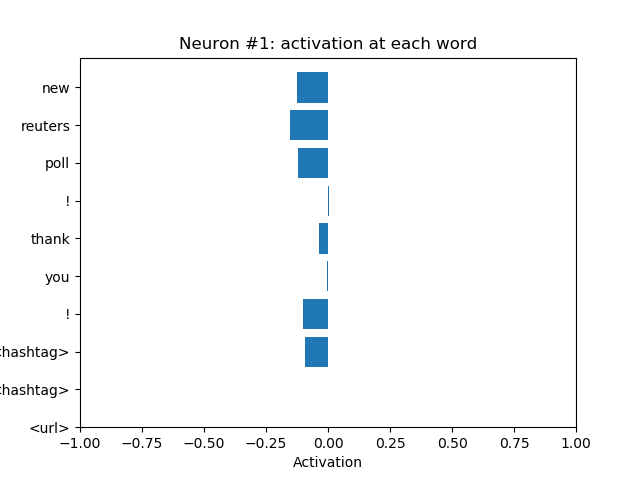 Neuron #1: activation at each word
new
reuters
poll
!
thank
you
!
hashtag>
hashtag>
<url>
−1.00 −0.75 −0.50 −0.25 0.00 0.25 0.50 0.75 1.00
Activation